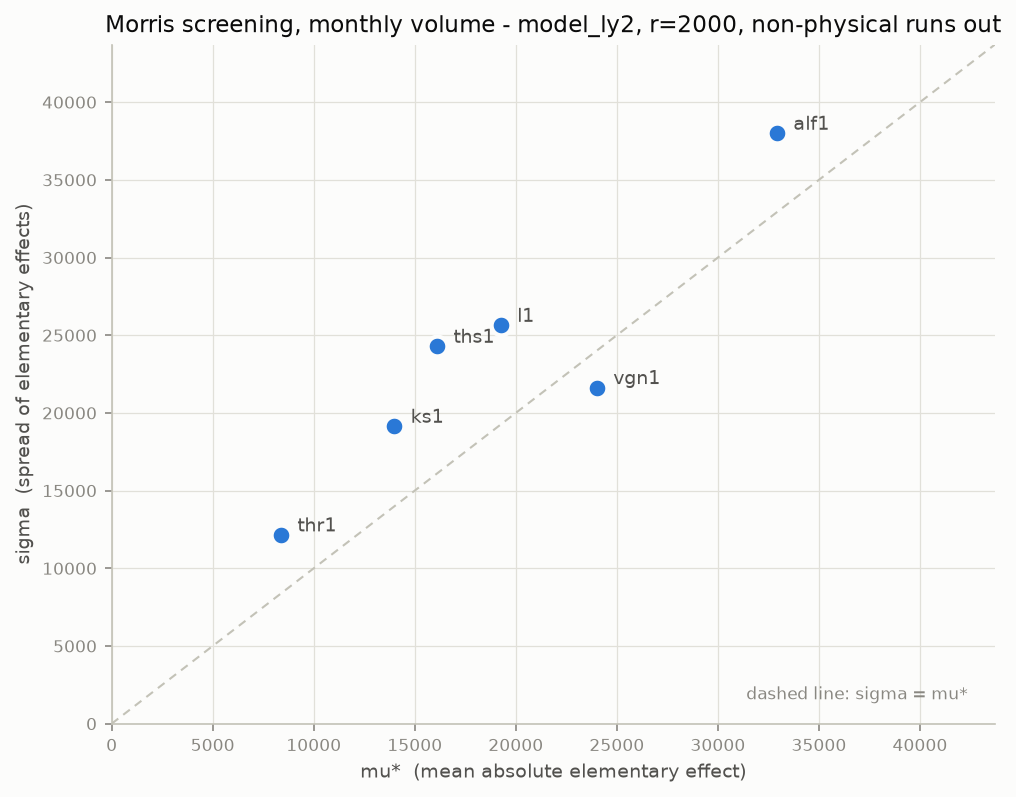 Morris screening, monthly volume - model_ly2, r=2000, non-physical runs out
sigma (spread of elementary effects)
40000
35000
30000
25000
20000
15000
10000
5000
0
alf1
l1
ths1
vgn1
ks1
thr1
dashed line: sigma = mu*
0 5000 10000 15000 20000 25000 30000 35000 40000
mu* (mean absolute elementary effect)